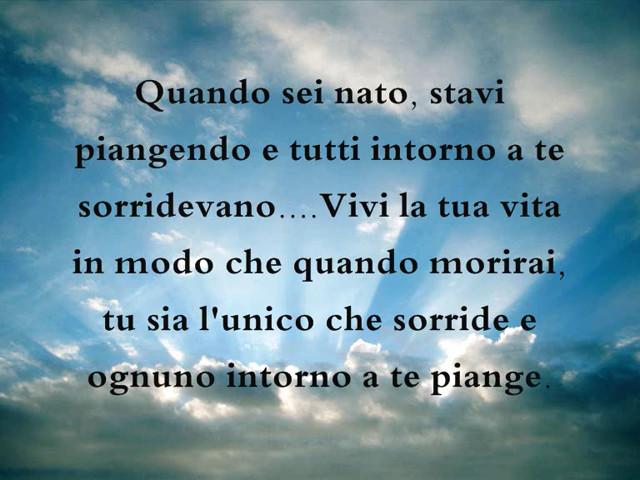 Quando sei nato, stavi
piangendo e tutti intorno a te
sorridevano....Vivi la tua vita
in modo che quando morirai,
tu sia l'unico che sorride e
ognuno intorno a te piange.